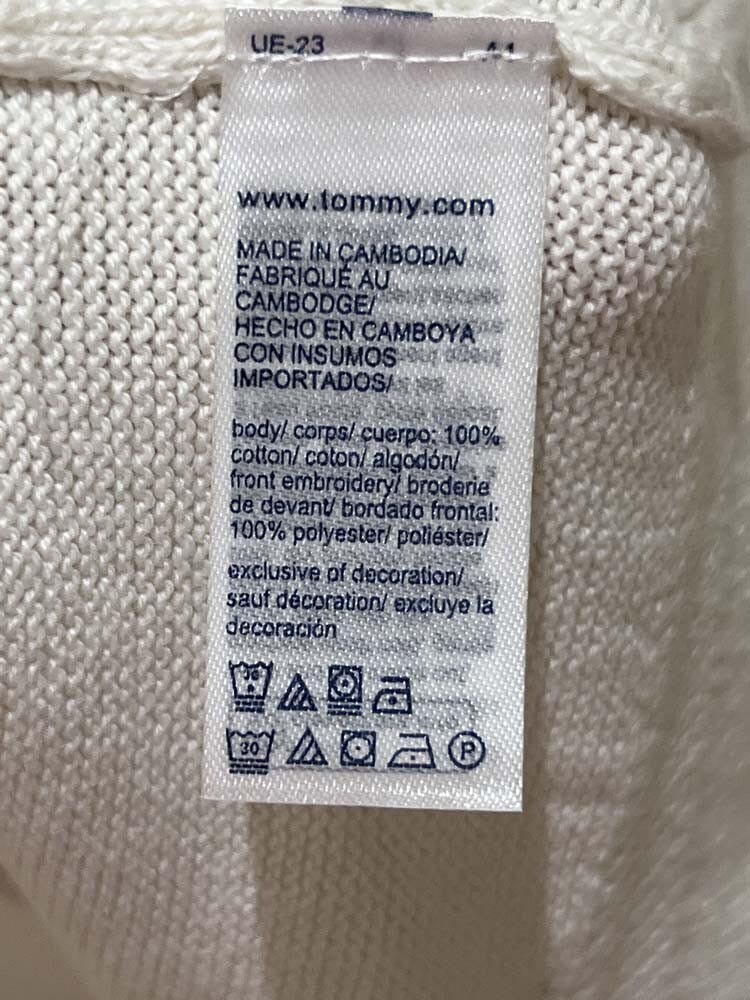 UE-23
www.tommy.com
MADE IN CAMBODIA/
FABRIQUÉ AU
CAMBODGE/
HECHO EN CAMBOYA
CON INSUMOS
IMPORTADOS/
body/ corps/ cuerpo: 100%
cotton/ coton/ algodón/
front embroidery/ broderie
de devant/ bordado frontal:
100% polyester/ poliéster/
exclusive of decoration/
sauf décoration/ excluye la
decoración
30
30 P